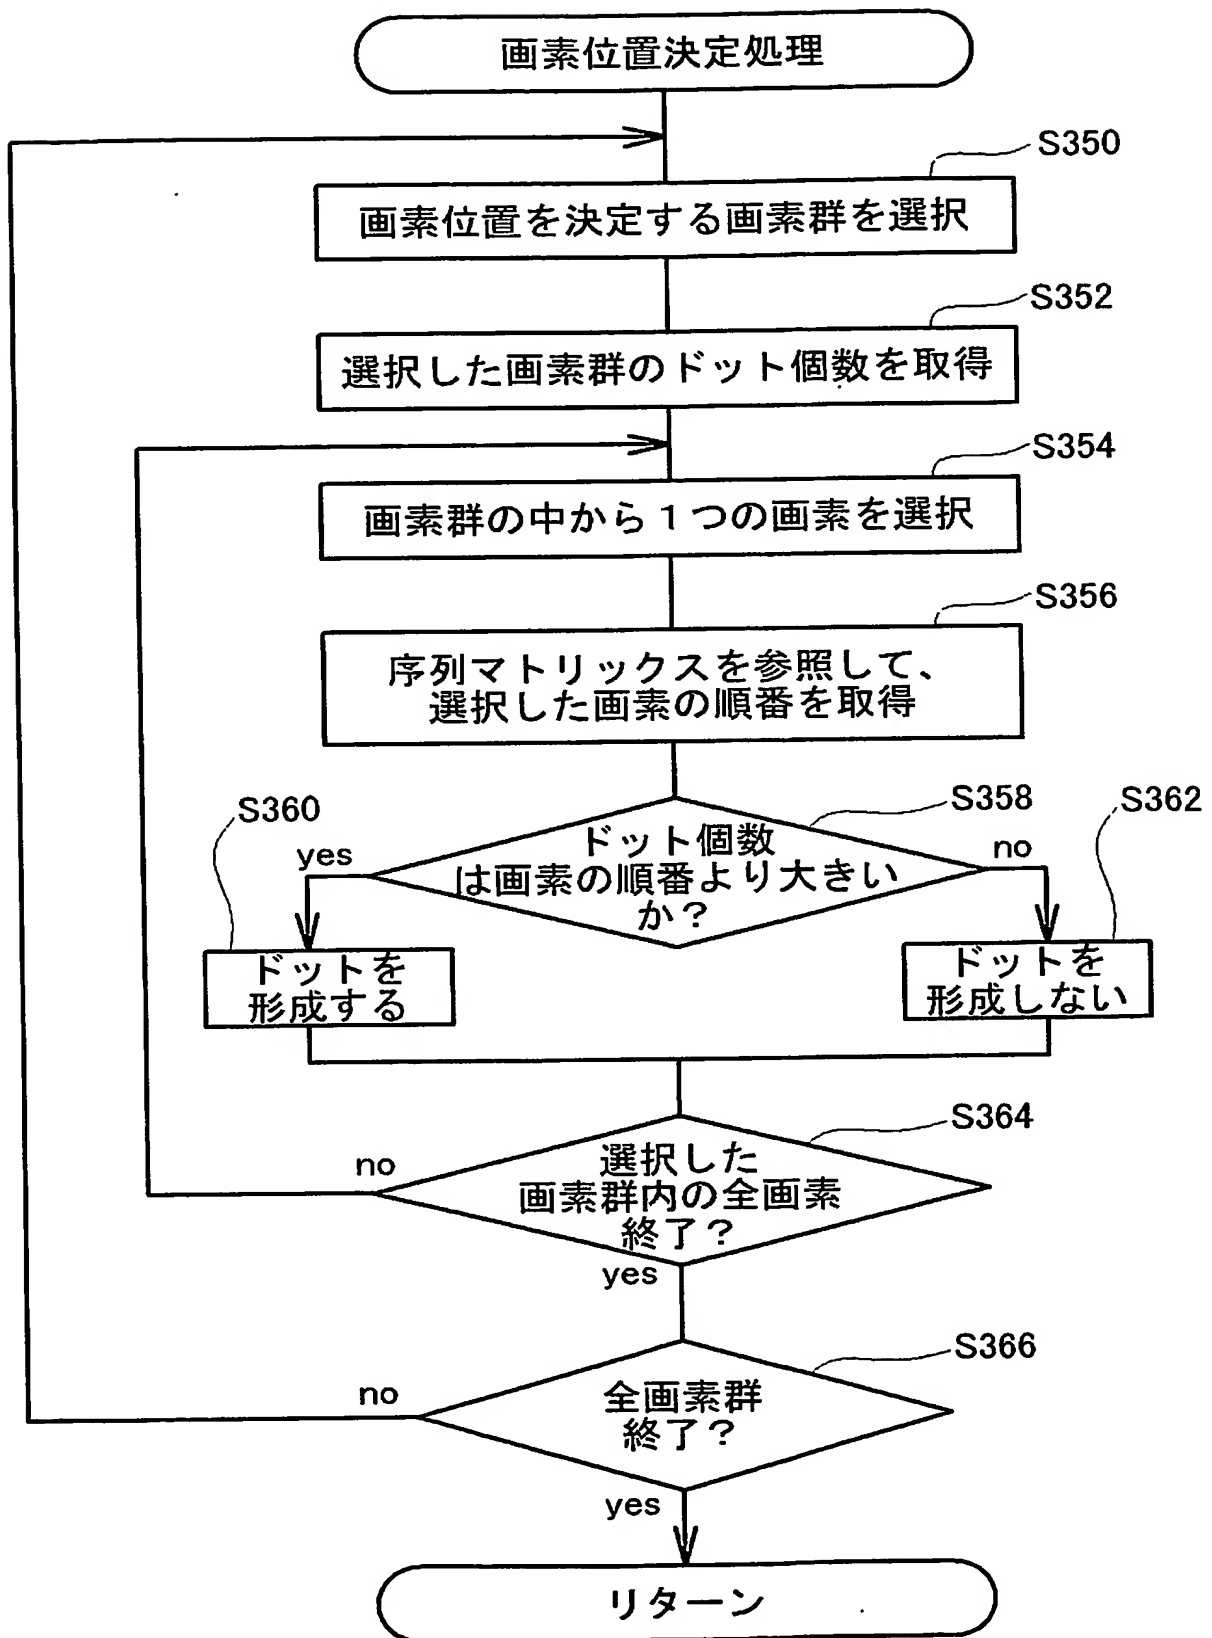 画素位置決定処理
S350
画素位置を決定する画素群を選択
S352
選択した画素群のドット個数を取得
S354
画素群の中から１つの画素を選択
S356
序列マトリックスを参照して、
選択した画素の順番を取得
S358
ドット個数
は画素の順番より大きい
か？
yes
no
S360
ドットを
形成する
S362
ドットを
形成しない
S364
選択した
画素群内の全画素
終了？
no
yes
S366
全画素群
終了？
no
yes
リターン